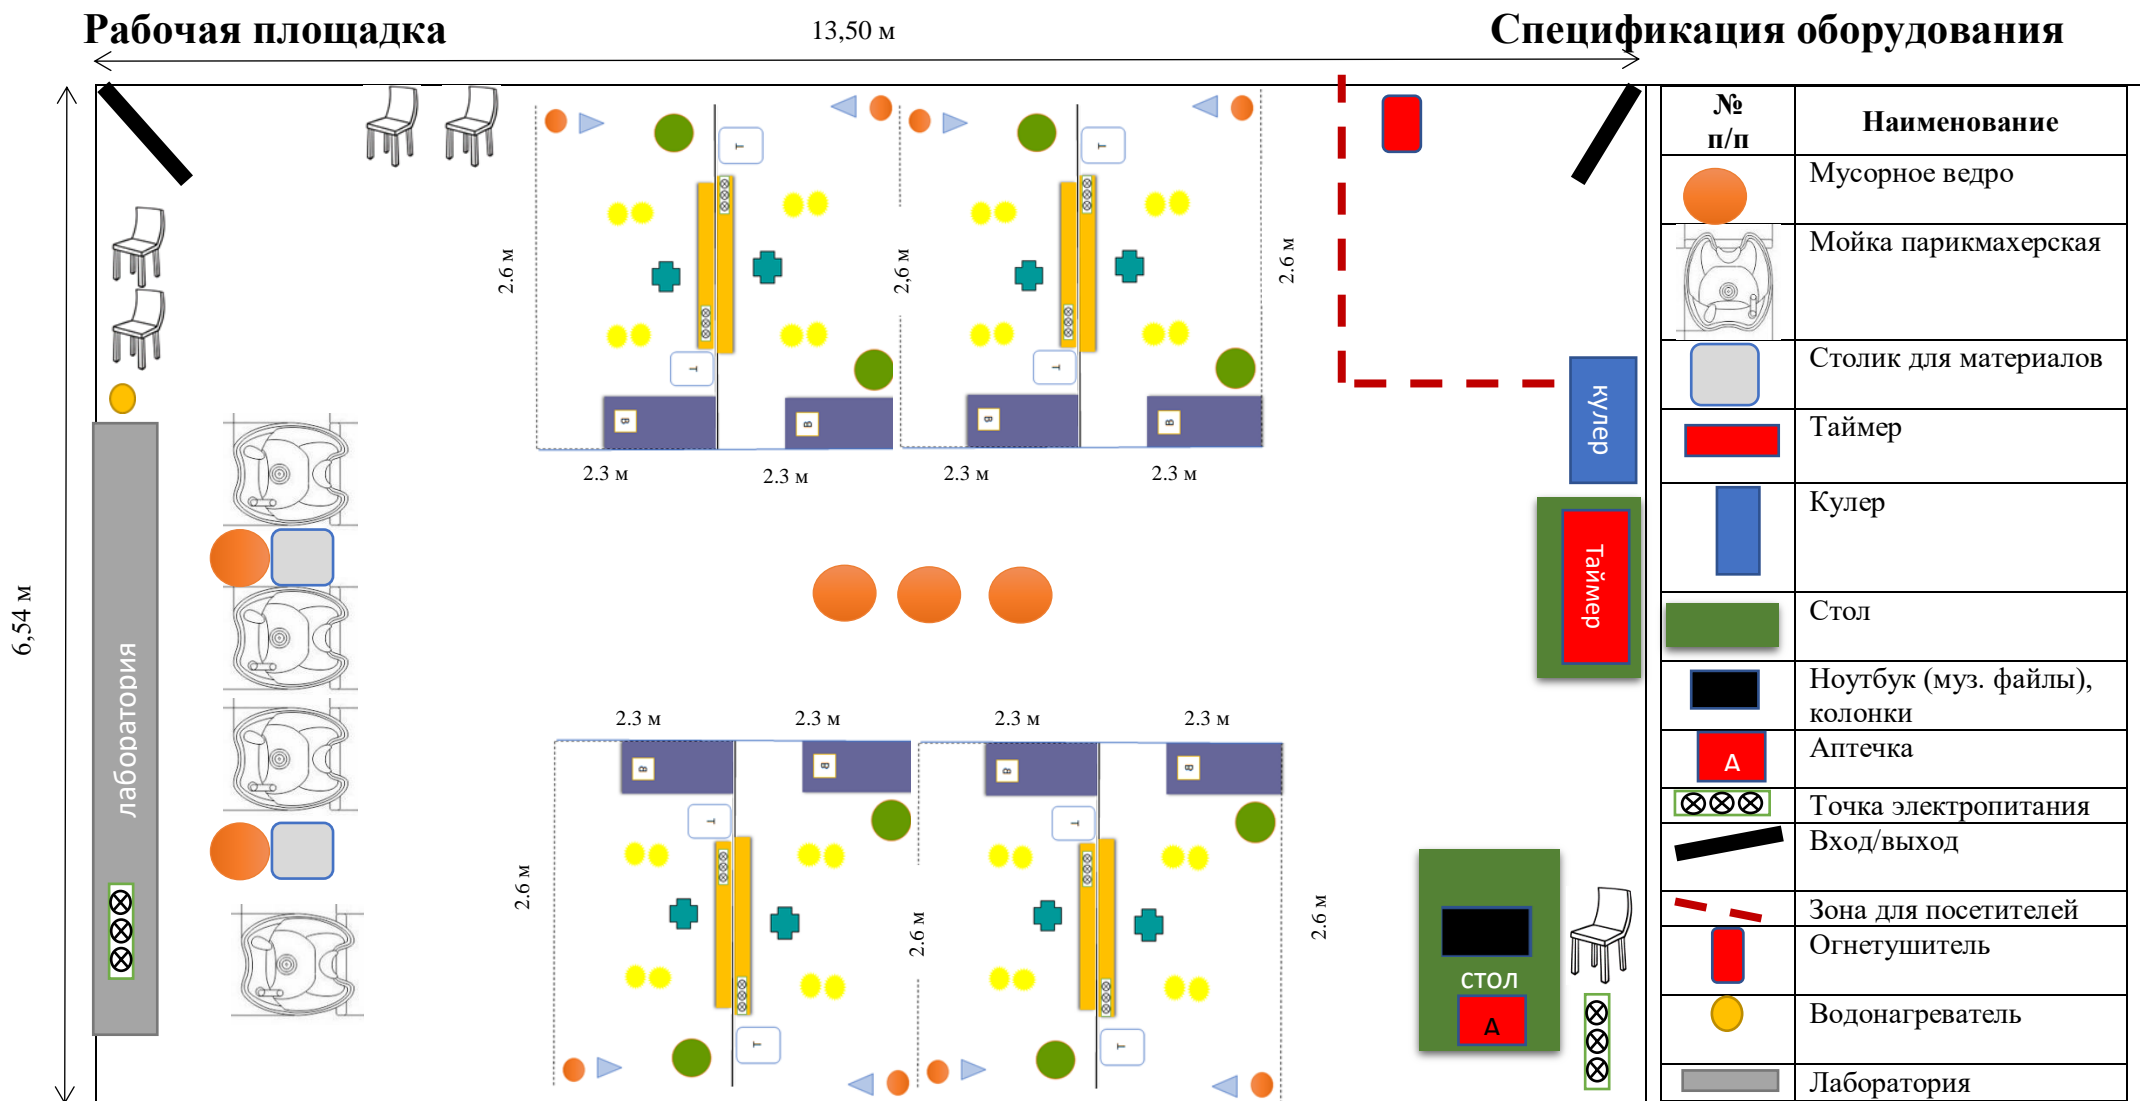 Рабочая площадка
13,50 м
Спецификация оборудования
6,54 м
2.6 м
2,6 м
2.6 м
Т
Т
Т
Т
В
В
В
В
2.3 м
2.3 м
2.3 м
2.3 м
кулер
Таймер
лаборатория
2.3 м
2.3 м
2.3 м
2.3 м
В
В
В
В
Т
Т
Т
Т
2.6 м
2.6 м
2.6 м
стол
А
№
п/п
Наименование
Мусорное ведро
Мойка парикмахерская
Столик для материалов
Таймер
Кулер
Стол
Ноутбук (муз. файлы),
колонки
А
Аптечка
Точка электропитания
Вход/выход
Зона для посетителей
Огнетушитель
Водонагреватель
Лаборатория